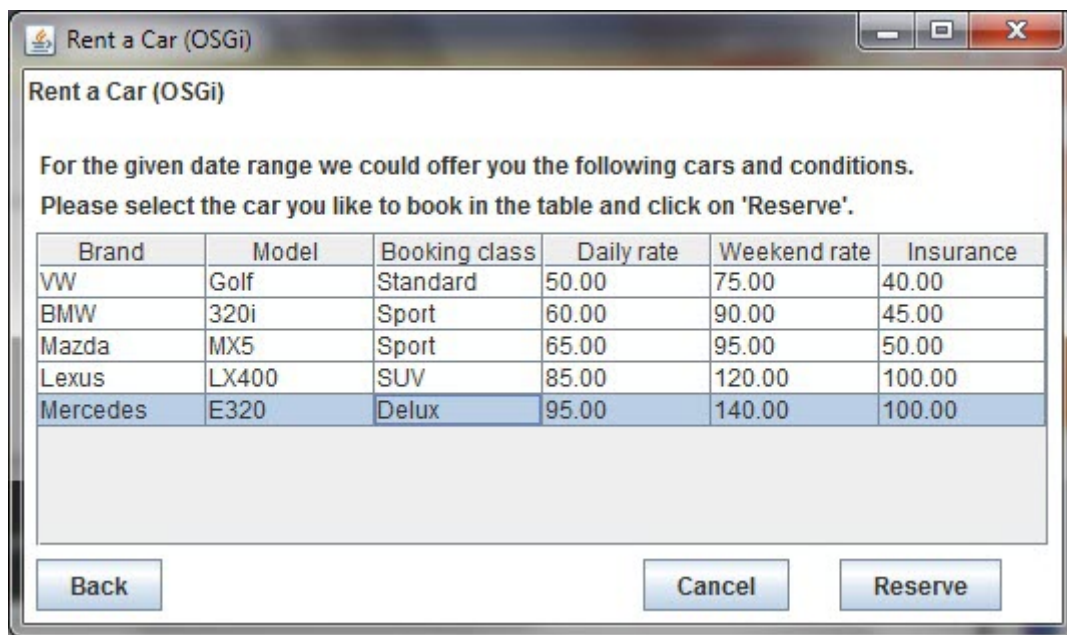 Rent a Car (OSGi)
Rent a Car (OSGi)
For the given date range we could offer you the following cars and conditions.
Please select the car you like to book in the table and click on 'Reserve'.
Brand Model Booking class Daily rate Weekend rate Insurance
VW Golf Standard 50.00 75.00 40.00
BMW 320i Sport 60.00 90.00 45.00
Mazda MX5 Sport 65.00 95.00 50.00
Lexus LX400 SUV 85.00 120.00 100.00
Mercedes E320 Delux 95.00 140.00 100.00
Back Cancel Reserve